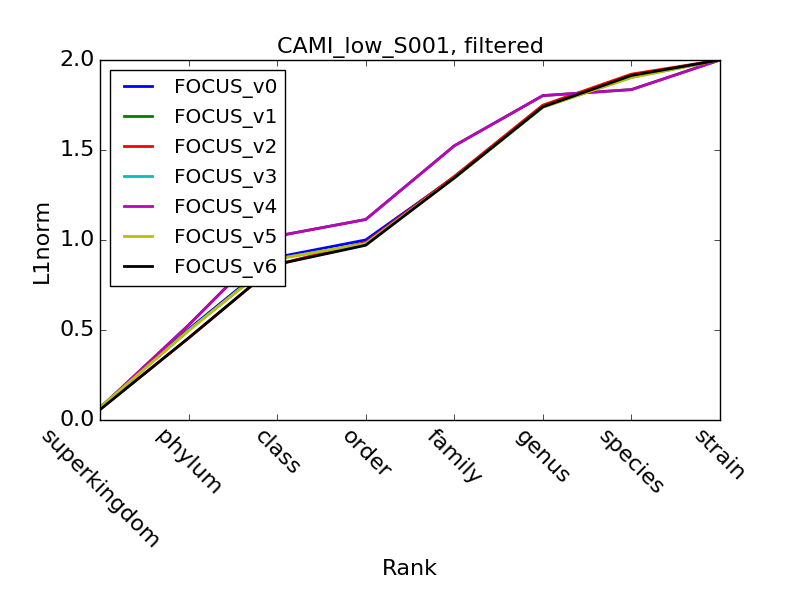 CAMI_low_S001, filtered
L1norm
2.0
1.5
1.0
0.5
0.0
FOCUS_v0
FOCUS_v1
FOCUS_v2
FOCUS_v3
FOCUS_v4
FOCUS_v5
FOCUS_v6
superkingdom
phylum
class
order
family
genus
species
strain
Rank